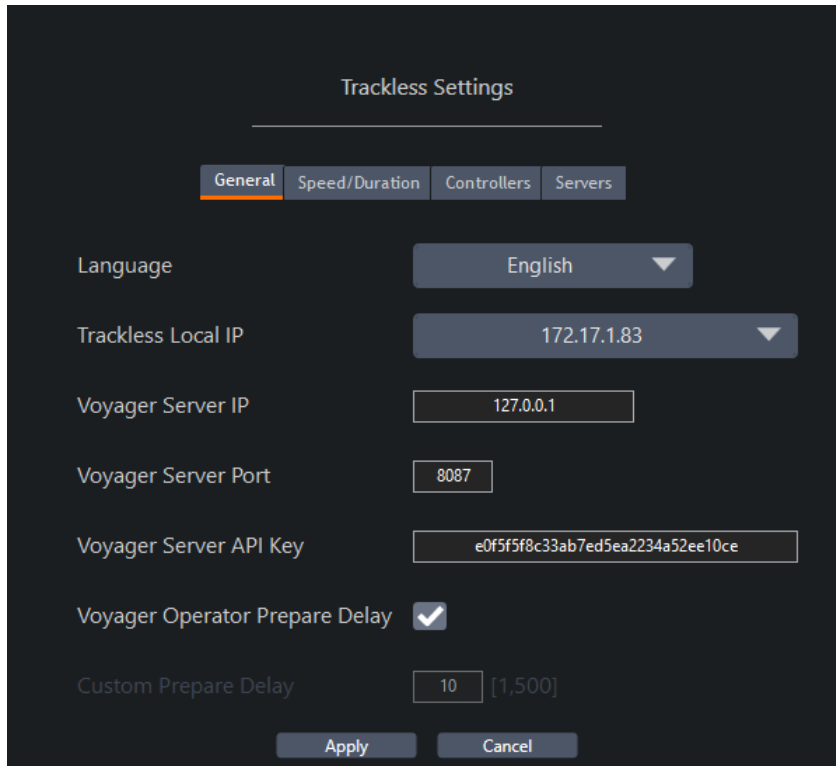 Trackless Settings
General Speed/Duration Controllers Servers
Language English
Trackless Local IP 172.17.1.83
Voyager Server IP 127.0.0.1
Voyager Server Port 8087
Voyager Server API Key e0f5f5f8c33ab7ed5ea2234a52ee10ce
Voyager Operator Prepare Delay
Custom Prepare Delay 10 [1,500]
Apply Cancel